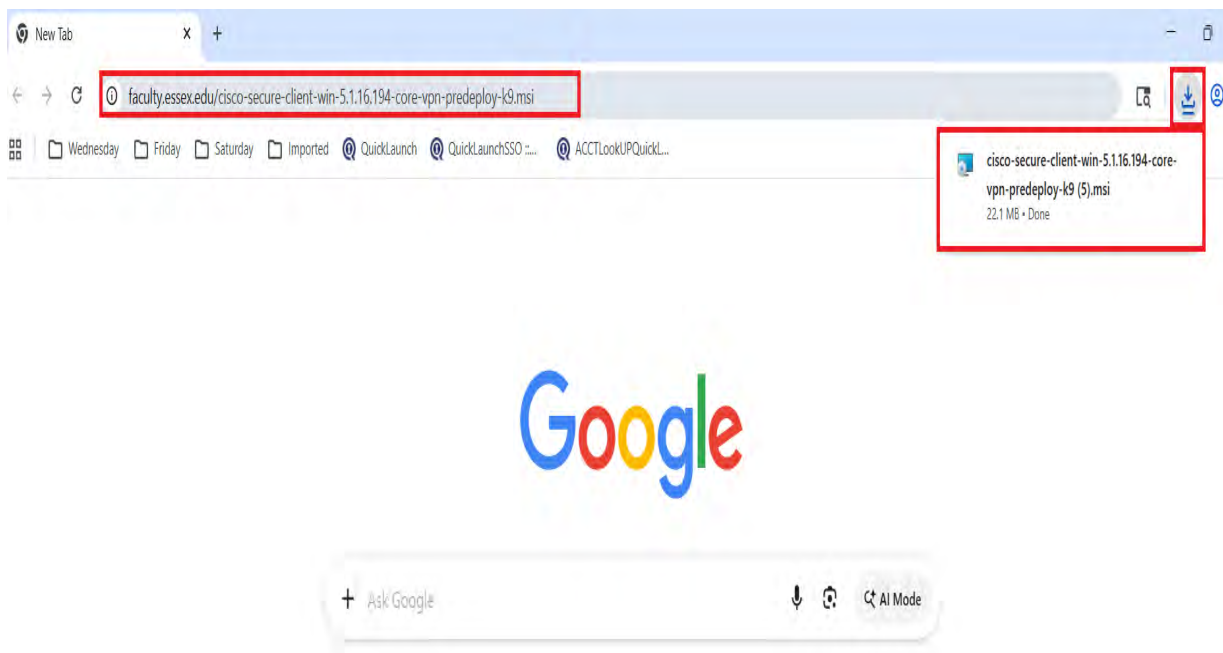 New Tab
faculty.essex.edu/cisco-secure-client-win-5.1.16.194-core-vpn-predeploy-k9.msi
Wednesday Friday Saturday Imported QuickLaunch QuickLaunchSSO ::... ACCTLookUPQuickL...
cisco-secure-client-win-5.1.16.194-core-
vpn-predeploy-k9 (5).msi
22.1 MB • Done
Google
Ask Google AI Mode